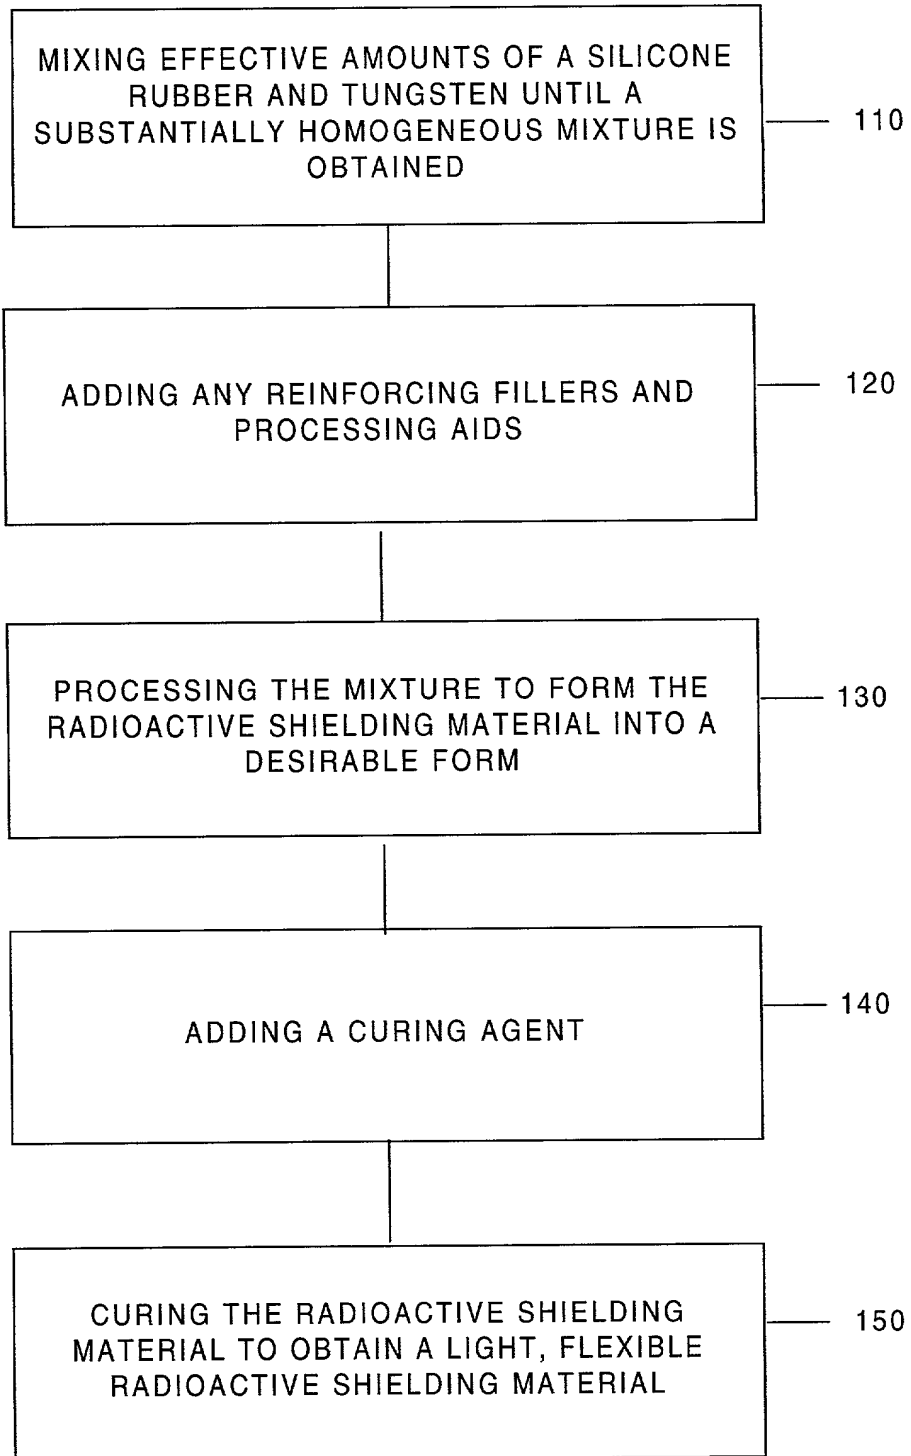 MIXING EFFECTIVE AMOUNTS OF A SILICONE
RUBBER AND TUNGSTEN UNTIL A
SUBSTANTIALLY HOMOGENEOUS MIXTURE IS
OBTAINED
110
ADDING ANY REINFORCING FILLERS AND
PROCESSING AIDS
120
PROCESSING THE MIXTURE TO FORM THE
RADIOACTIVE SHIELDING MATERIAL INTO A
DESIRABLE FORM
130
ADDING A CURING AGENT
140
CURING THE RADIOACTIVE SHIELDING
MATERIAL TO OBTAIN A LIGHT, FLEXIBLE
RADIOACTIVE SHIELDING MATERIAL
150